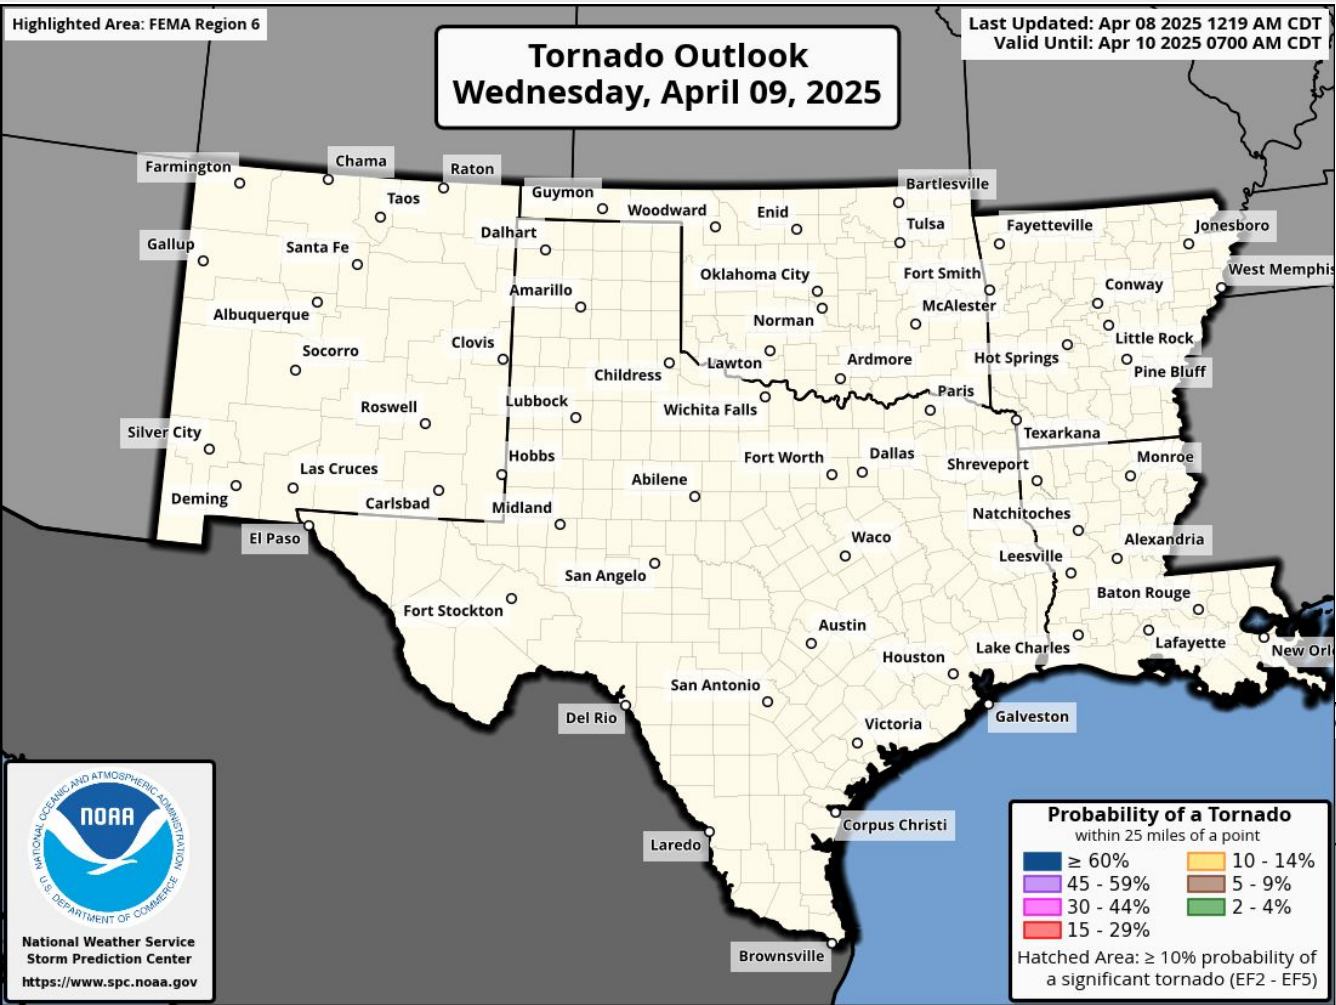 Highlighted Area: FEMA Region 6
Last Updated: Apr 08 2025 1219 AM CDT
Valid Until: Apr 10 2025 0700 AM CDT
Tornado Outlook
Wednesday, April 09, 2025
Farmington
Chama
Raton
Taos
Guymon
Woodward
Enid
Bartlesville
Tulsa
Fayetteville
Jonesboro
Gallup
Santa Fe
Dalhart
Oklahoma City
Fort Smith
West Memphis
Amarillo
Conway
Albuquerque
Norman
McAlester
Socorro
Clovis
Little Rock
Childress
Lawton
Ardmore
Hot Springs
Pine Bluff
Roswell
Lubbock
Wichita Falls
Paris
Silver City
Texarkana
Las Cruces
Hobbs
Fort Worth
Dallas
Shreveport
Monroe
Deming
Carlsbad
Midland
Abilene
Natchitoches
El Paso
Waco
Alexandria
Leesville
San Angelo
Fort Stockton
Baton Rouge
Austin
Lake Charles
Lafayette
New Orl
Houston
San Antonio
Del Rio
Victoria
Galveston
Laredo
Corpus Christi
Brownsville
NATIONAL OCEANIC AND ATMOSPHERIC ADMINISTRATION
NOAA
U.S. DEPARTMENT OF COMMERCE
National Weather Service
Storm Prediction Center
https://www.spc.noaa.gov
Probability of a Tornado
within 25 miles of a point
≥ 60% 10 - 14%
45 - 59% 5 - 9%
30 - 44% 2 - 4%
15 - 29%
Hatched Area: ≥ 10% probability of
a significant tornado (EF2 - EF5)